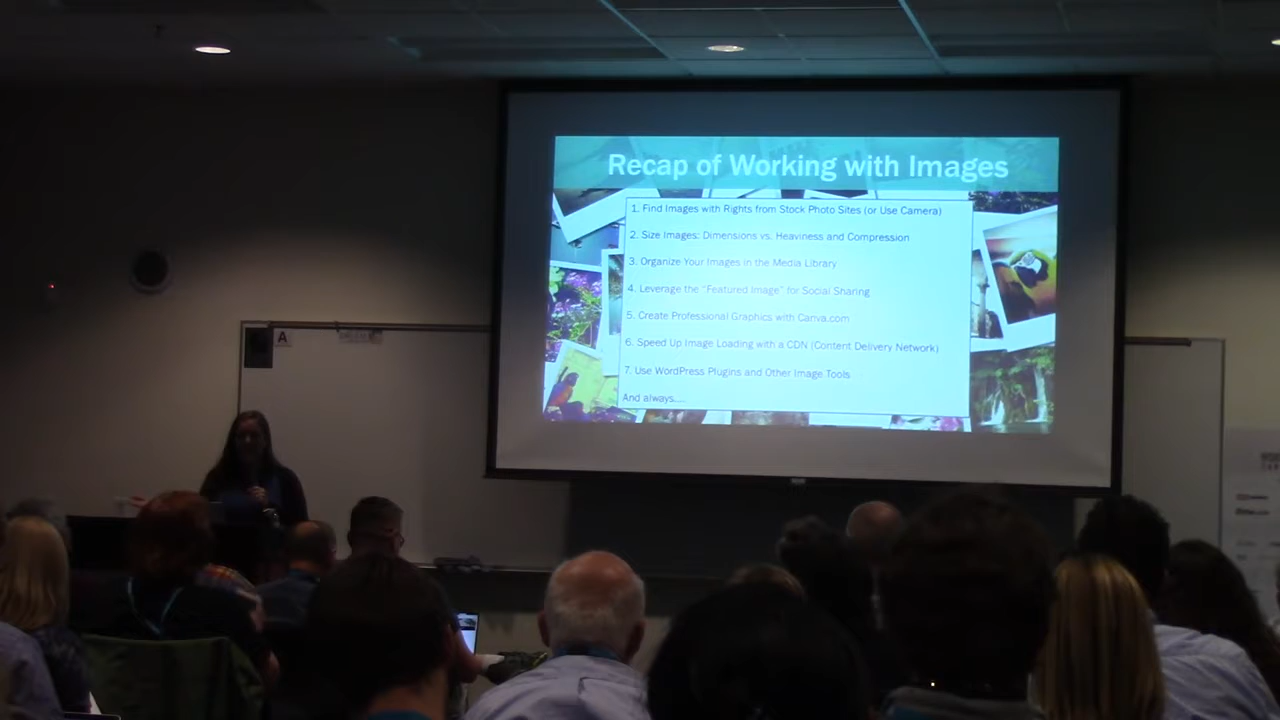 Recap of Working with Images
1. Find Images with Rights from Stock Photo Sites (or Use Camera)
2. Size Images: Dimensions vs. Heaviness and Compression
3. Organize Your Images in the Media Library
4. Leverage the "Featured Image" for Social Sharing
5. Create Professional Graphics with Canva.com
6. Speed Up Image Loading with a CDN (Content Delivery Network)
7. Use WordPress Plugins and Other Image Tools
And always....
A